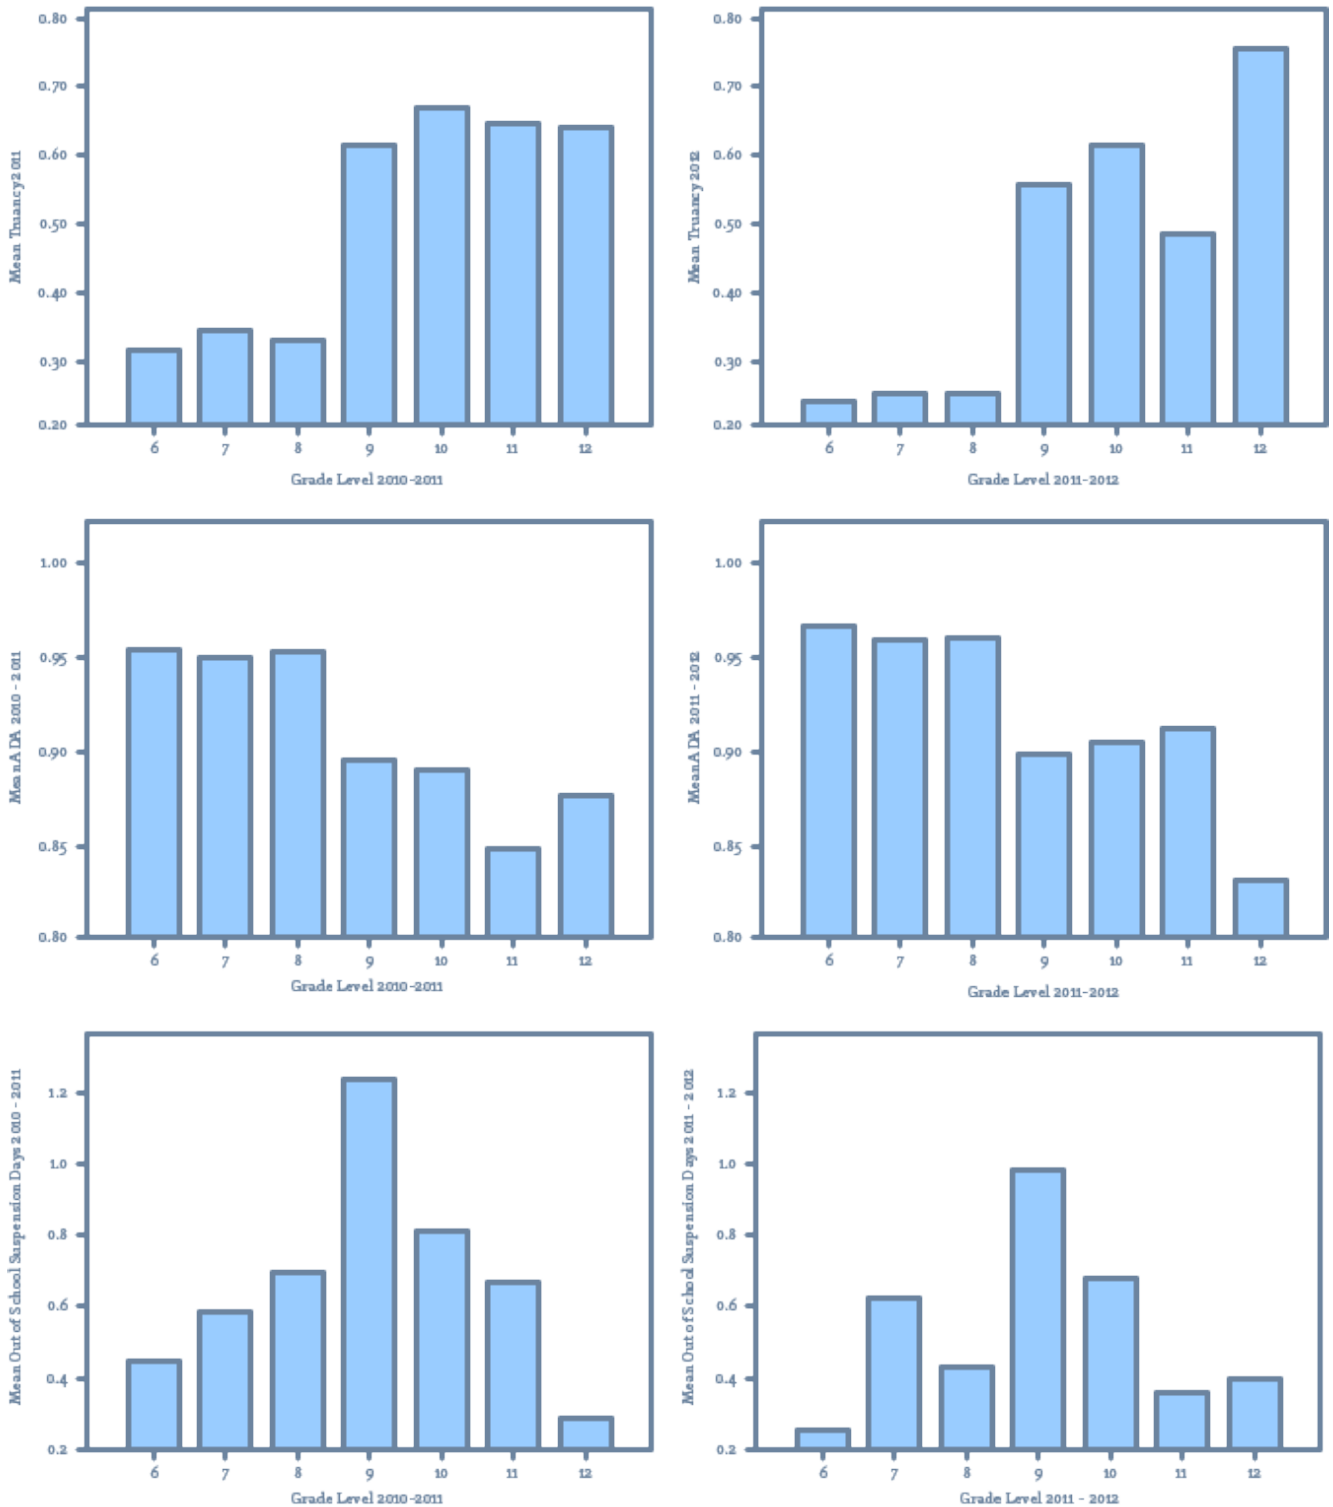 Mean Truancy2011
0.80
0.70
0.60
0.50
0.40
0.30
0.20
6 7 8 9 10 11 12
Grade Level 2010-2011
Mean Truancy 2012
0.80
0.70
0.60
0.50
0.40
0.30
0.20
6 7 8 9 10 11 12
Grade Level 2011-2012
Mean ADA 2010 - 2011
1.00
0.95
0.90
0.85
0.80
6 7 8 9 10 11 12
Grade Level 2010-2011
Mean ADA 2011 - 2012
1.00
0.95
0.90
0.85
0.80
6 7 8 9 10 11 12
Grade Level 2011-2012
Mean Out of School Suspension Days 2010 - 2011
1.2
1.0
0.8
0.6
0.4
0.2
6 7 8 9 10 11 12
Grade Level 2010-2011
Mean Out of School Suspension Days 2011 - 2012
1.2
1.0
0.8
0.6
0.4
0.2
6 7 8 9 10 11 12
Grade Level 2011 - 2012